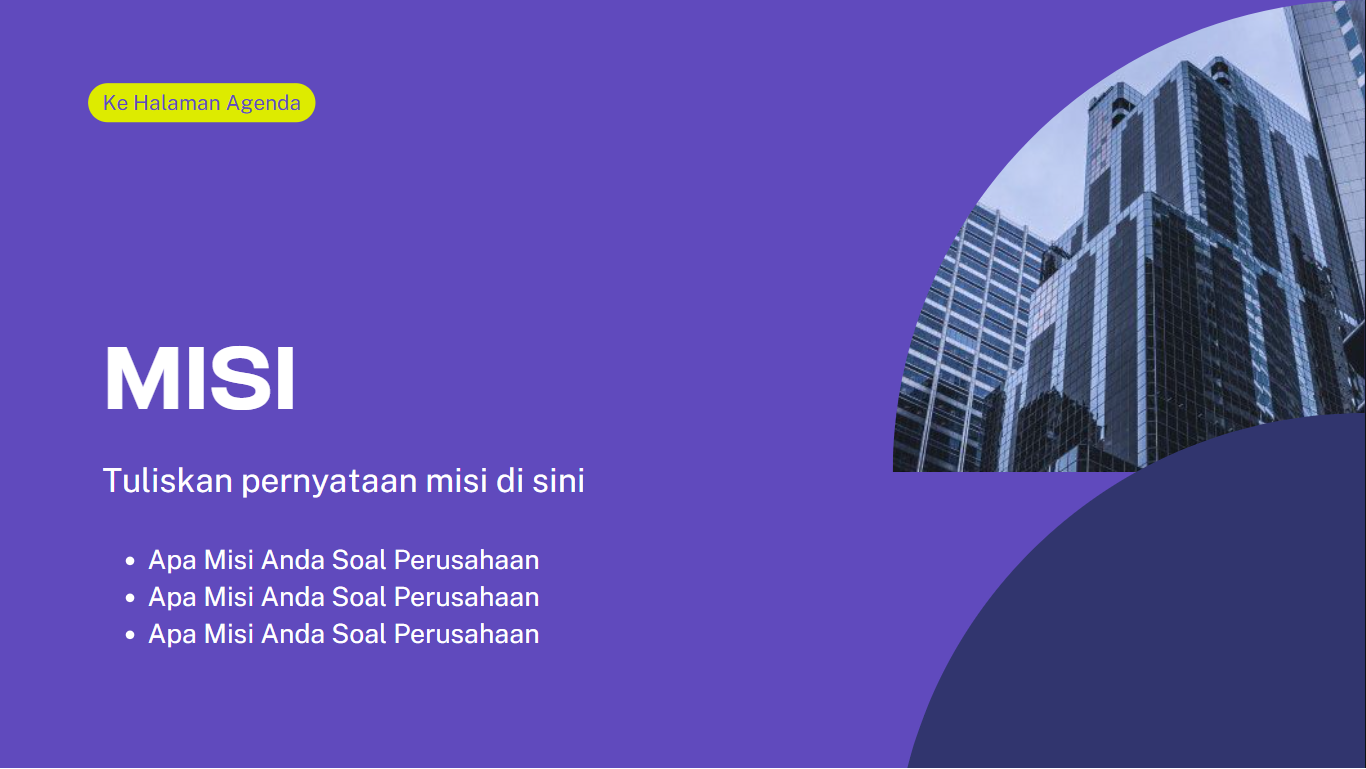 Ke Halaman Agenda
MISI
Tuliskan pernyataan misi di sini
• Apa Misi Anda Soal Perusahaan
• Apa Misi Anda Soal Perusahaan
• Apa Misi Anda Soal Perusahaan